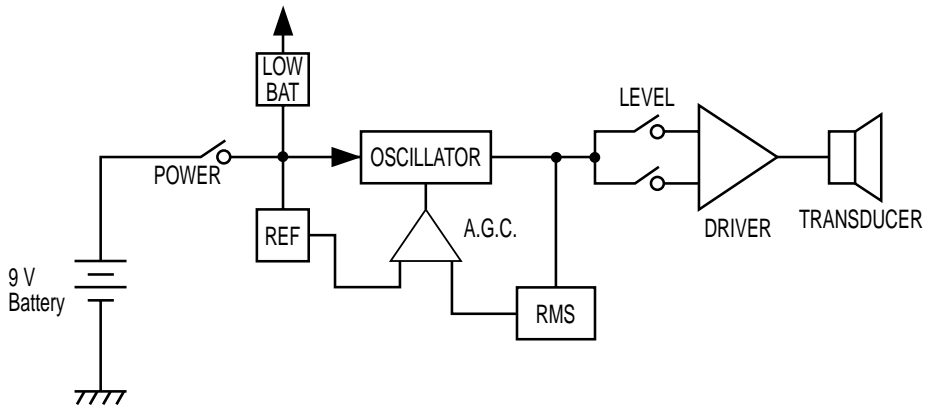 LOW
BAT
LEVEL
OSCILLATOR
POWER
REF
A.G.C.
DRIVER
TRANSDUCER
9 V
Battery
RMS